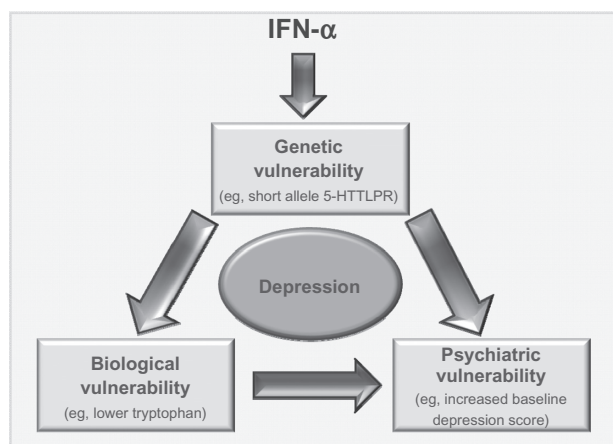 IFN-α
Genetic
vulnerability
(eg, short allele 5-HTTLPR)
Depression
Biological
vulnerability
(eg, lower tryptophan)
Psychiatric
vulnerability
(eg, increased baseline
depression score)